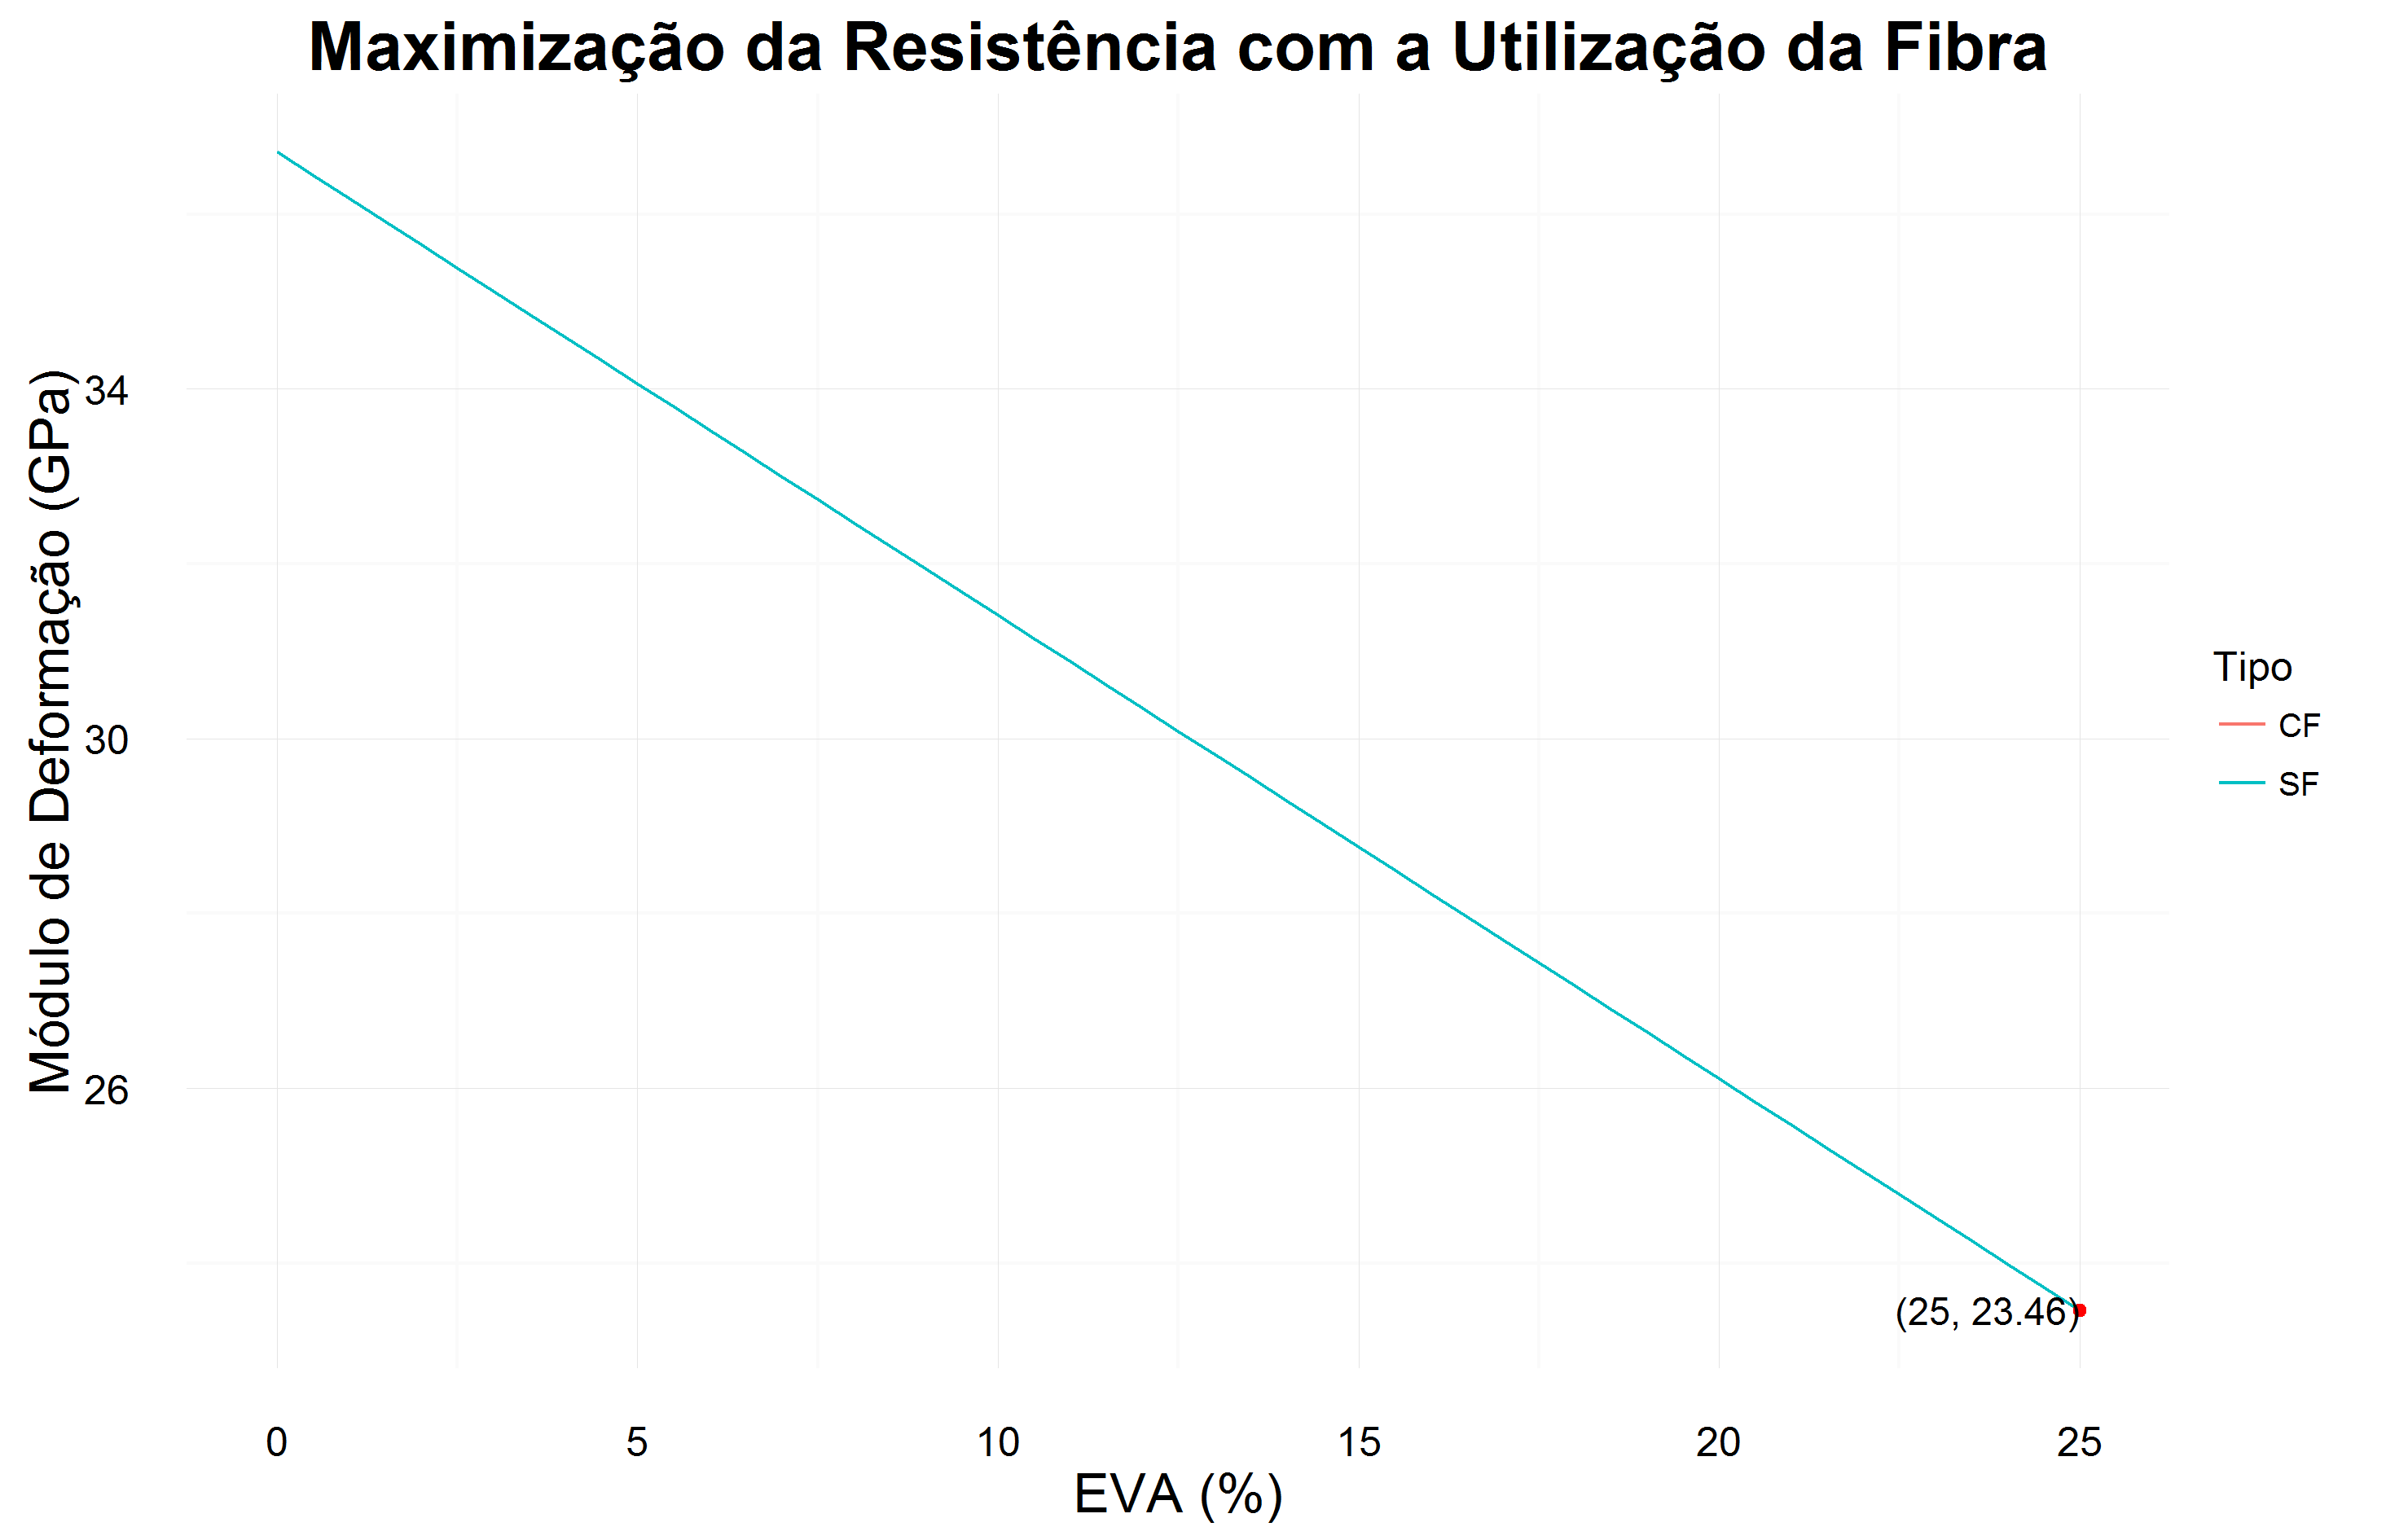 Maximização da Resistência com a Utilização da Fibra
Módulo de Deformação (GPa)
34
30
26
(25, 23.46)
0 5 10 15 20 25
EVA (%)
Tipo
CF
SF